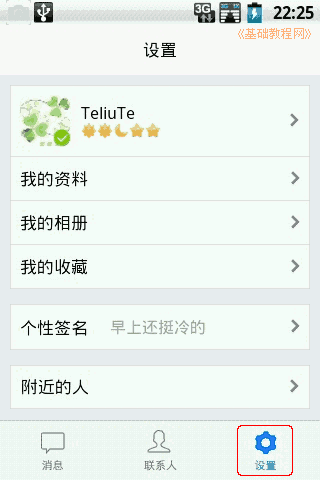 3G 22:25
《基础教程网》
设置
TeliuTe
我的资料
我的相册
我的收藏
个性签名 早上还挺冷的
附近的人
消息 联系人 设置